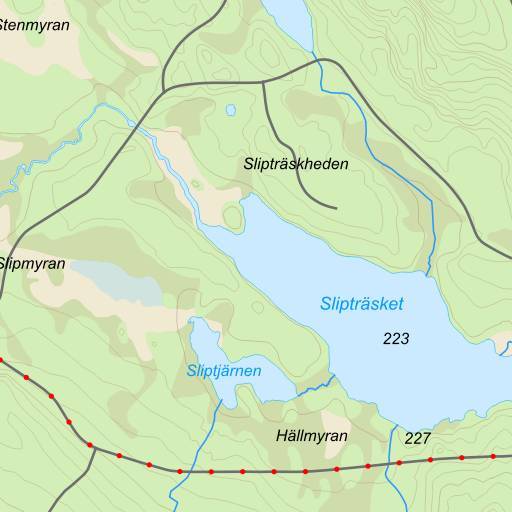 Stenmyran
Slipträskheden
Slipmyran
Slipträsket
223
Sliptjärnen
Hällmyran
227